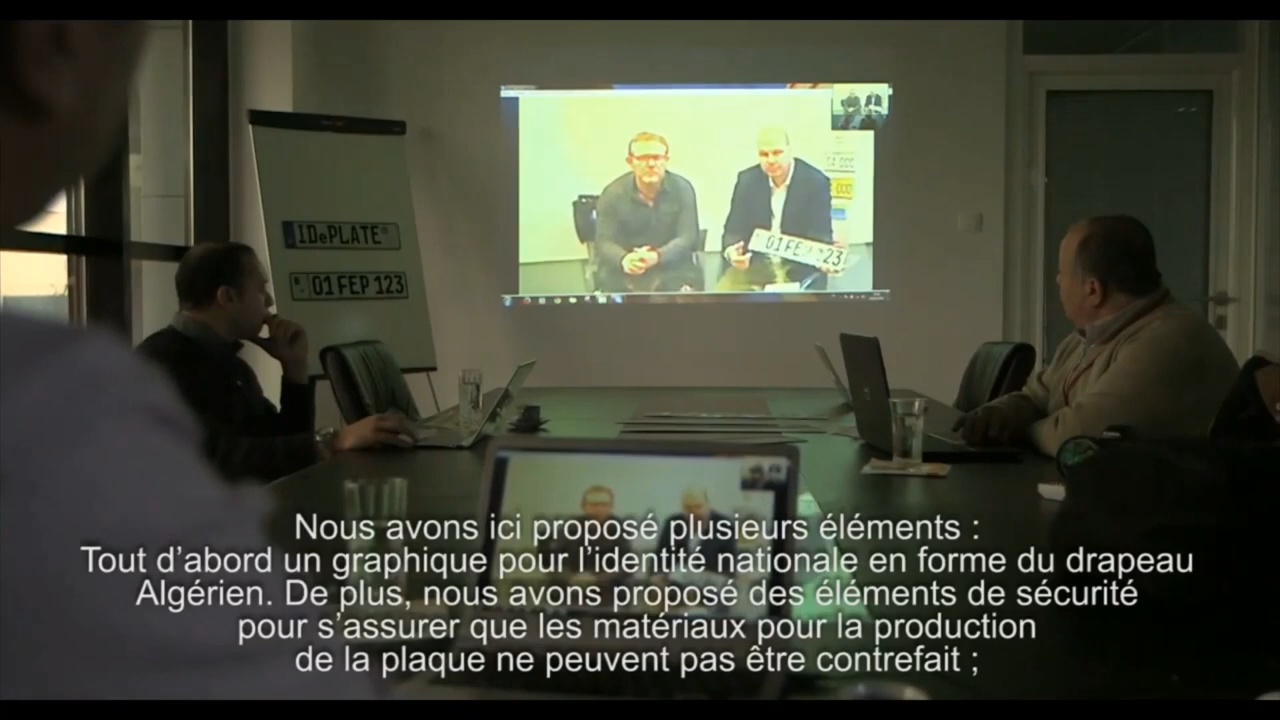 IDePLATE
01 FEP 123
01 FEP 123
Nous avons ici proposé plusieurs éléments :
Tout d’abord un graphique pour l’identité nationale en forme du drapeau
Algérien. De plus, nous avons proposé des éléments de sécurité
pour s’assurer que les matériaux pour la production
de la plaque ne peuvent pas être contrefait ;